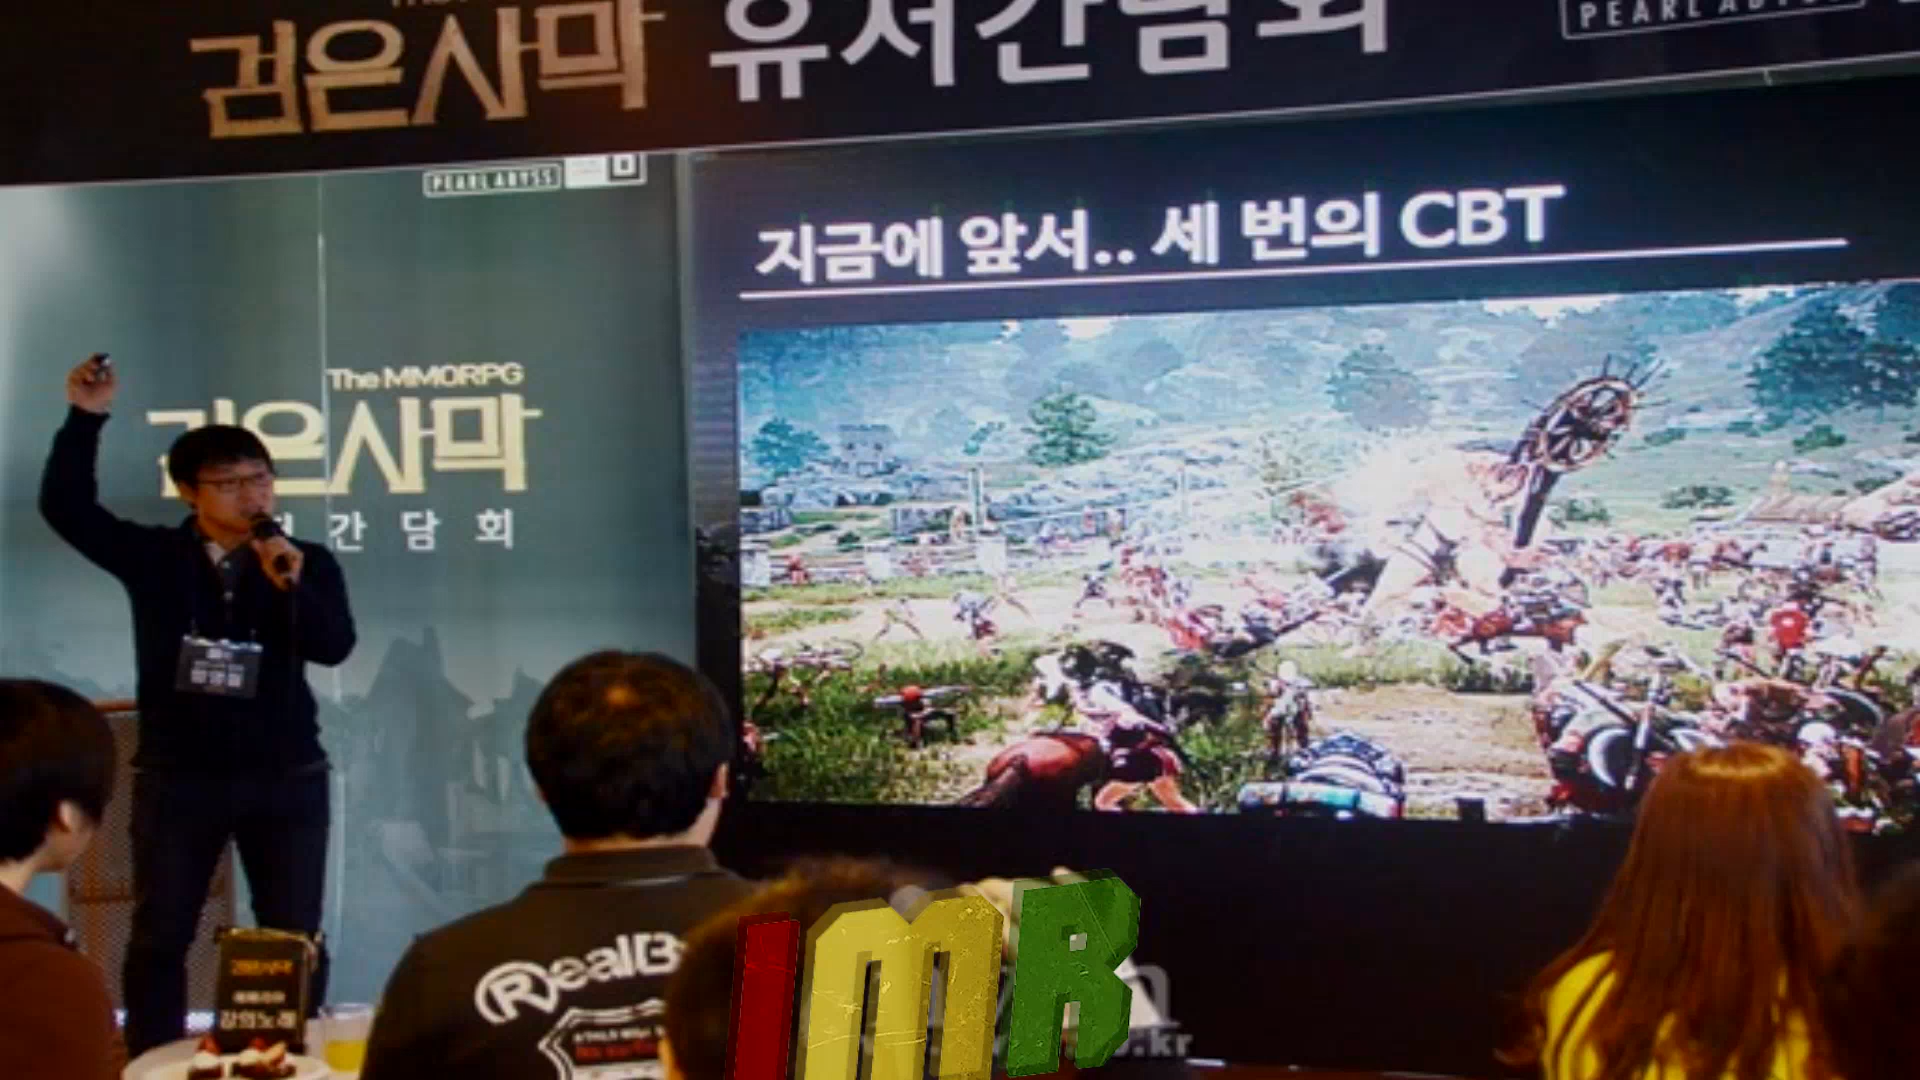 검은사막 유저간담회
PEARL ABYSS
PEARL ABYSS
지금에 앞서.. 세 번의 CBT
The MMORPG
검은사막
간담회
RealB
IMR